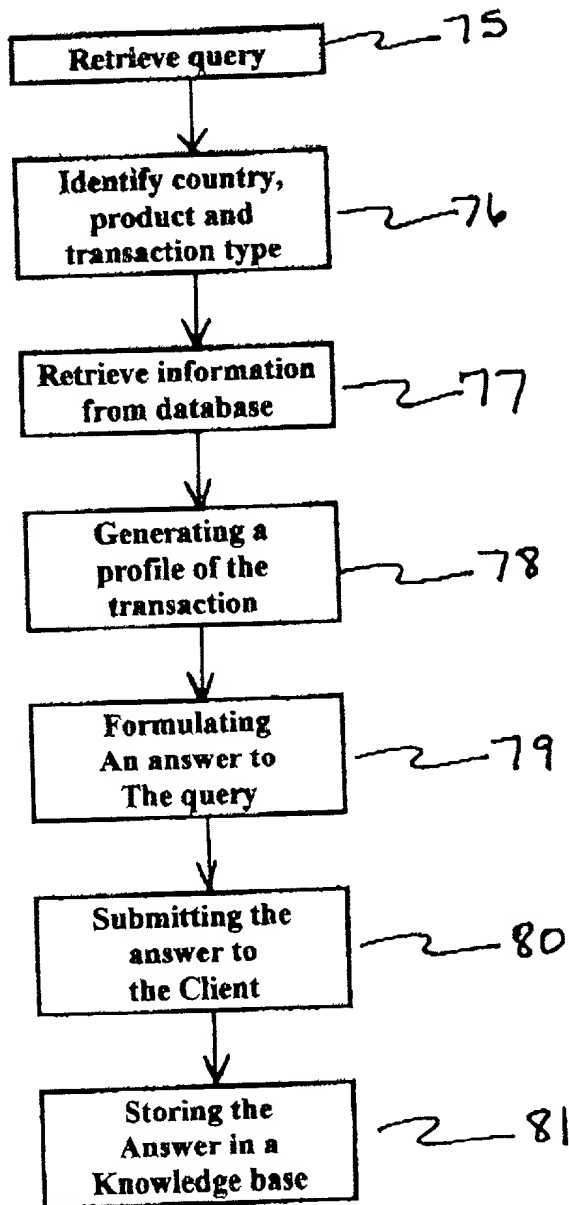 Retrieve query
75
Identify country,
product and
transaction type
76
Retrieve information
from database
77
Generating a
profile of the
transaction
78
Formulating
An answer to
The query
79
Submitting the
answer to
the Client
80
Storing the
Answer in a
Knowledge base
81